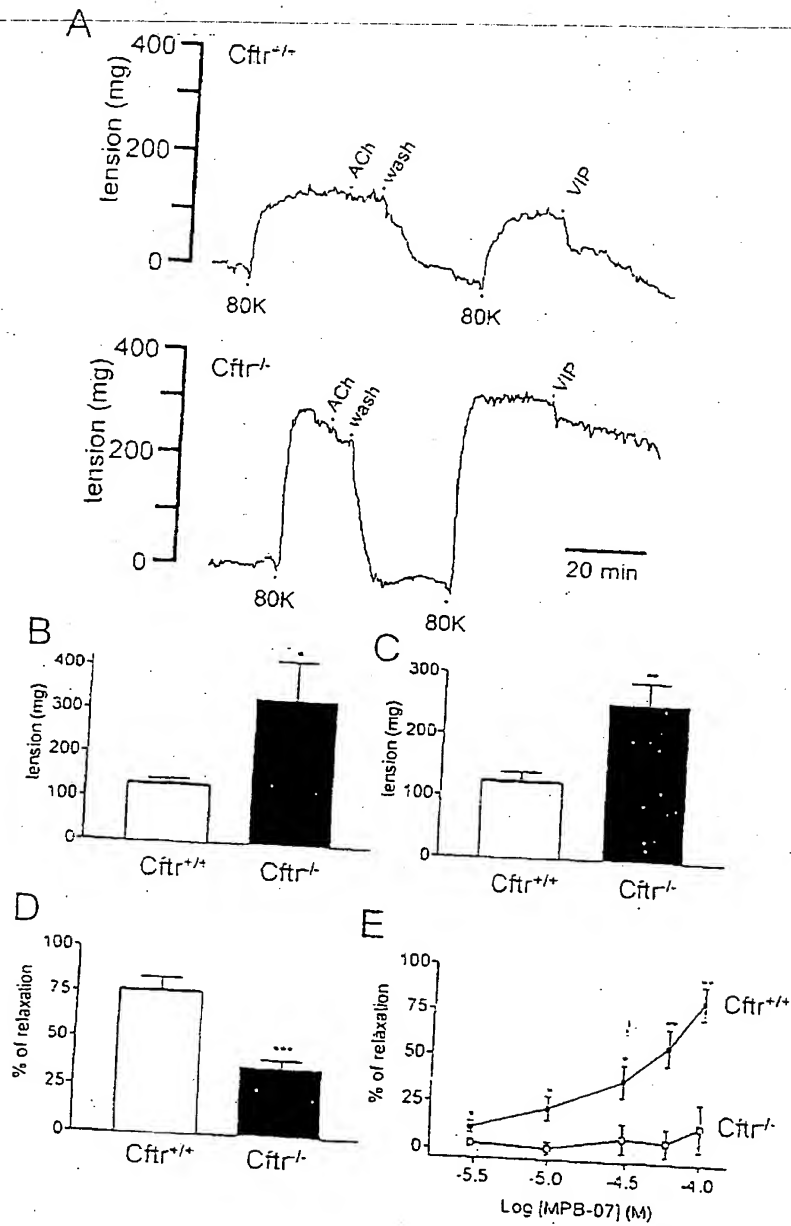 A
Cftr+/+
tension (mg)
400
200
0
ACh
wash
VIP
80K
80K
Cftr-/-
tension (mg)
400
200
0
ACh
wash
VIP
80K
80K
20 min
B
tension (mg)
400
300
200
100
0
*
Cftr+/+
Cftr-/-
C
tension (mg)
300
200
100
0
**
Cftr+/+
Cftr-/-
D
% of relaxation
100
75
50
25
0
***
Cftr+/+
Cftr-/-
E
% of relaxation
100
75
50
25
0
Cftr+/+
Cftr-/-
-5.5
-5.0
-4.5
-4.0
Log [MPB-07] (M)